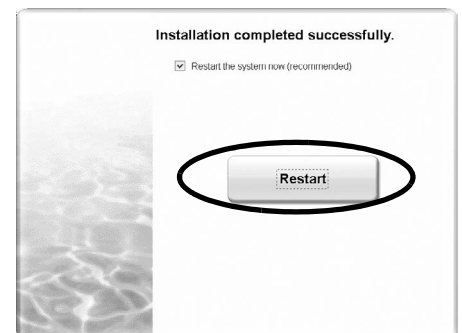 Installation completed successfully.
Restart the system now (recommended)
Restart